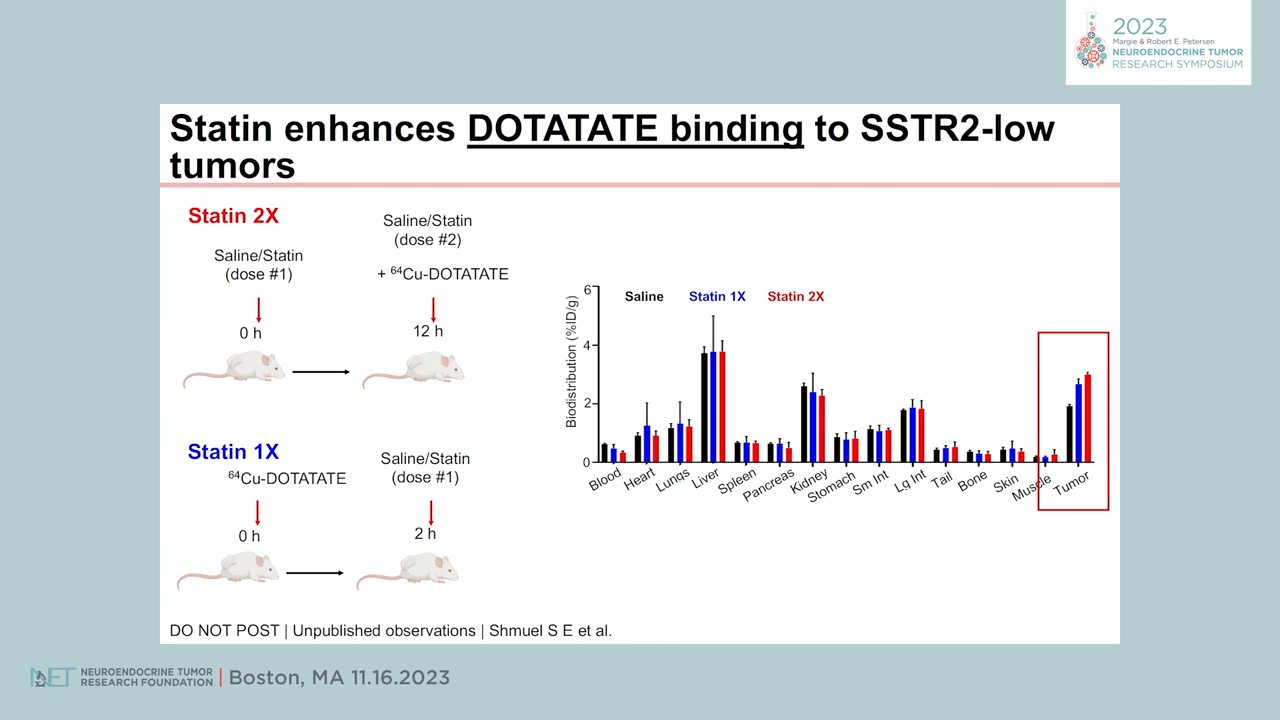 2023
Margie & Robert E. Petersen
NEUROENDOCRINE TUMOR
RESEARCH SYMPOSIUM
Statin enhances DOTATATE binding to SSTR2-low
tumors
Statin 2X
Saline/Statin
(dose #1)
0 h
Saline/Statin
(dose #2)
+ 64Cu-DOTATATE
12 h
Statin 1X
64Cu-DOTATATE
0 h
Saline/Statin
(dose #1)
2 h
Biodistribution (%ID/g)
6
4
2
0
Saline
Statin 1X
Statin 2X
Blood
Heart
Lungs
Liver
Spleen
Pancreas
Kidney
Stomach
Sm Int
Lg Int
Tail
Bone
Skin
Muscle
Tumor
DO NOT POST | Unpublished observations | Shmuel S E et al.
NET
NEUROENDOCRINE TUMOR
RESEARCH FOUNDATION
Boston, MA 11.16.2023